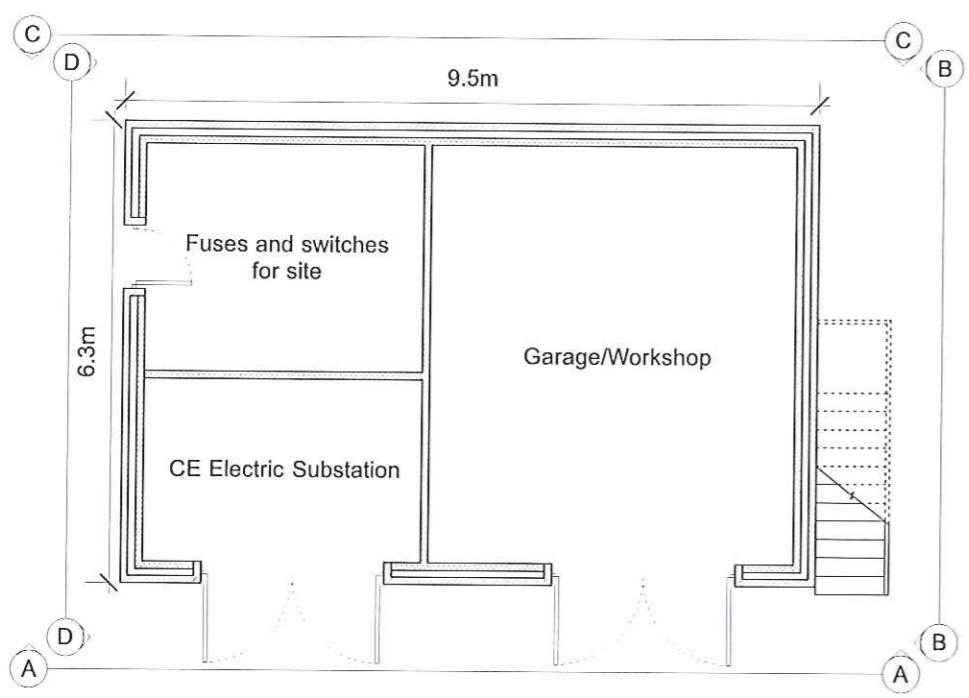 C
C
D
B
9.5m
Fuses and switches
for site
6.3m
Garage/Workshop
CE Electric Substation
D
B
A
A